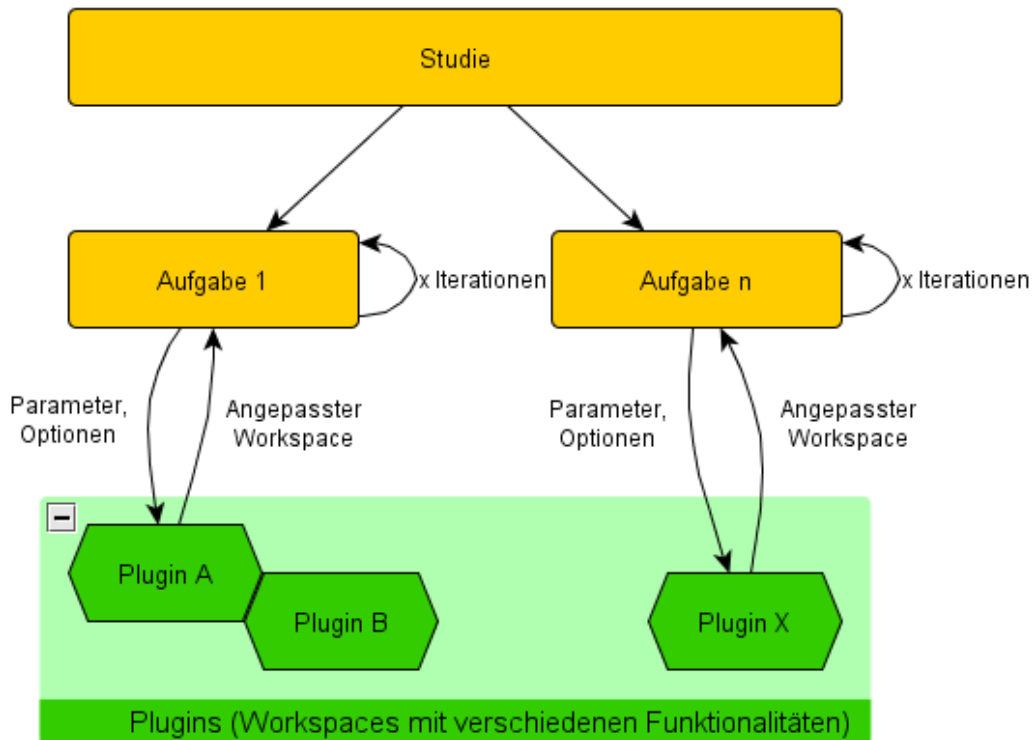 Studie
Aufgabe 1
x Iterationen
Aufgabe n
x Iterationen
Parameter,
Optionen
Angepasster
Workspace
Parameter,
Optionen
Angepasster
Workspace
Plugin A
Plugin B
Plugin X
Plugins (Workspaces mit verschiedenen Funktionalitäten)